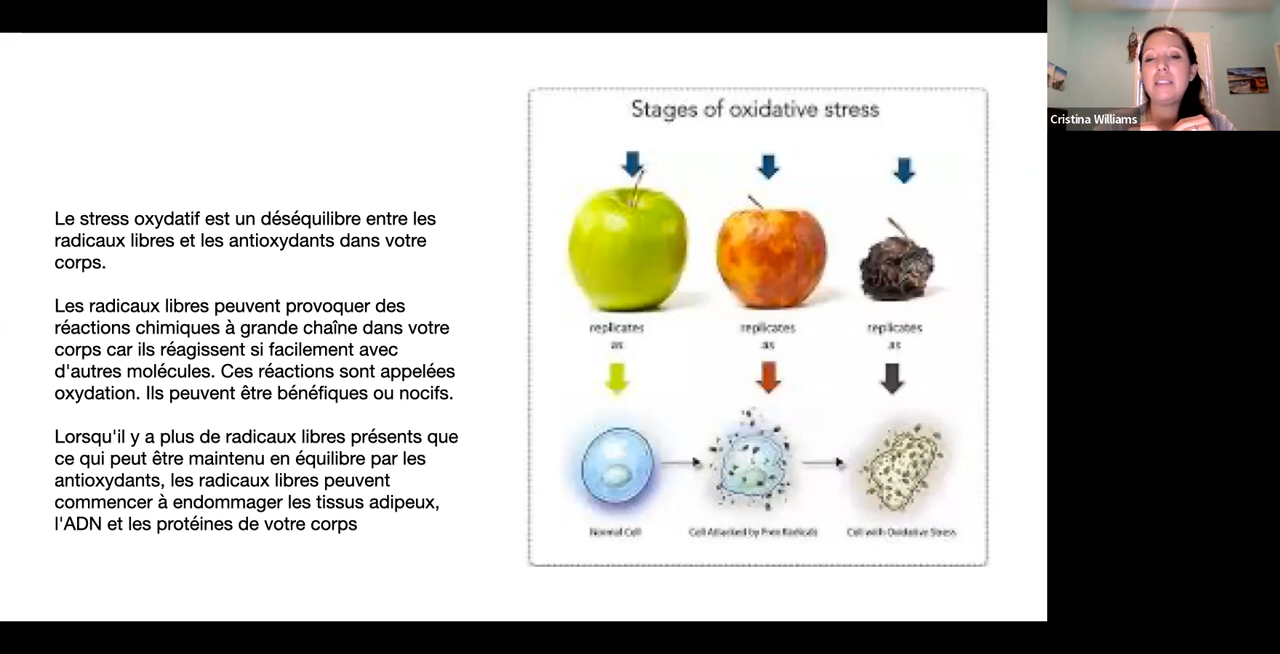 Le stress oxydatif est un déséquilibre entre les
radicaux libres et les antioxydants dans votre
corps.
Les radicaux libres peuvent provoquer des
réactions chimiques à grande chaîne dans votre
corps car ils réagissent si facilement avec
d'autres molécules. Ces réactions sont appelées
oxydation. Ils peuvent être bénéfiques ou nocifs.
Lorsqu'il y a plus de radicaux libres présents que
ce qui peut être maintenu en équilibre par les
antioxydants, les radicaux libres peuvent
commencer à endommager les tissus adipeux,
l'ADN et les protéines de votre corps
Stages of oxidative stress
replicates
as
replicates
as
replicates
as
Normal Cell
Cell Attacked by Free Radicals
Cell with Oxidative Stress
Cristina Williams